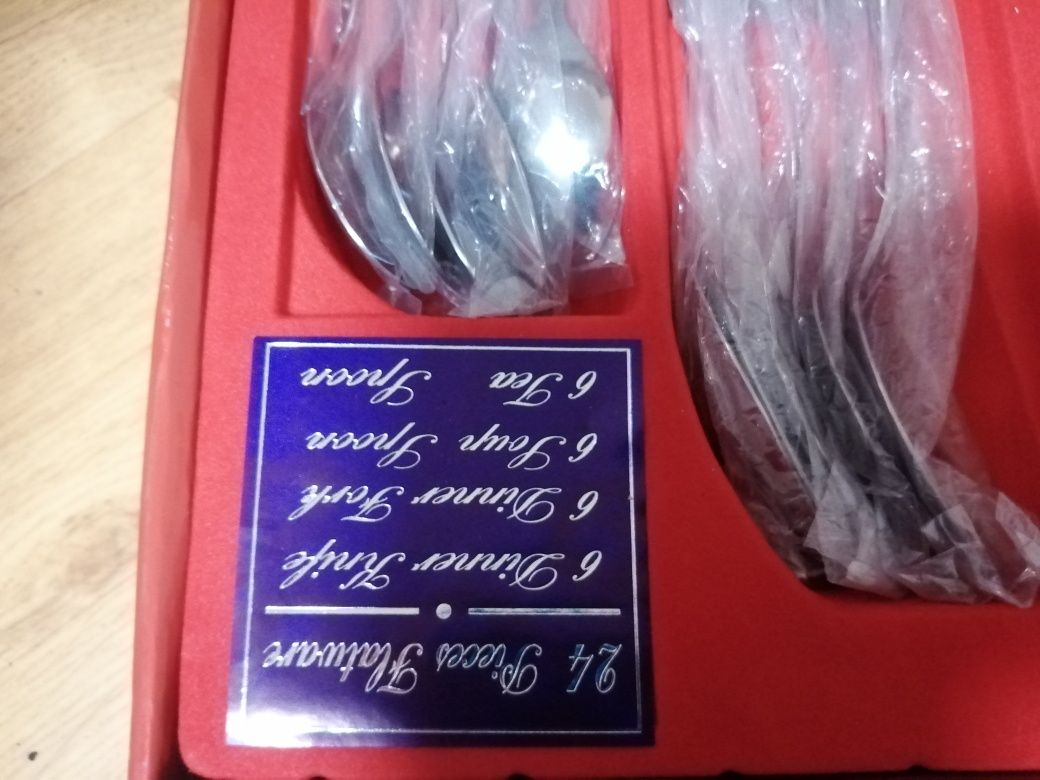 24 Pieces Flatware
6 Dinner Knife
6 Dinner Fork
6 Soup Spoon
6 Tea Spoon